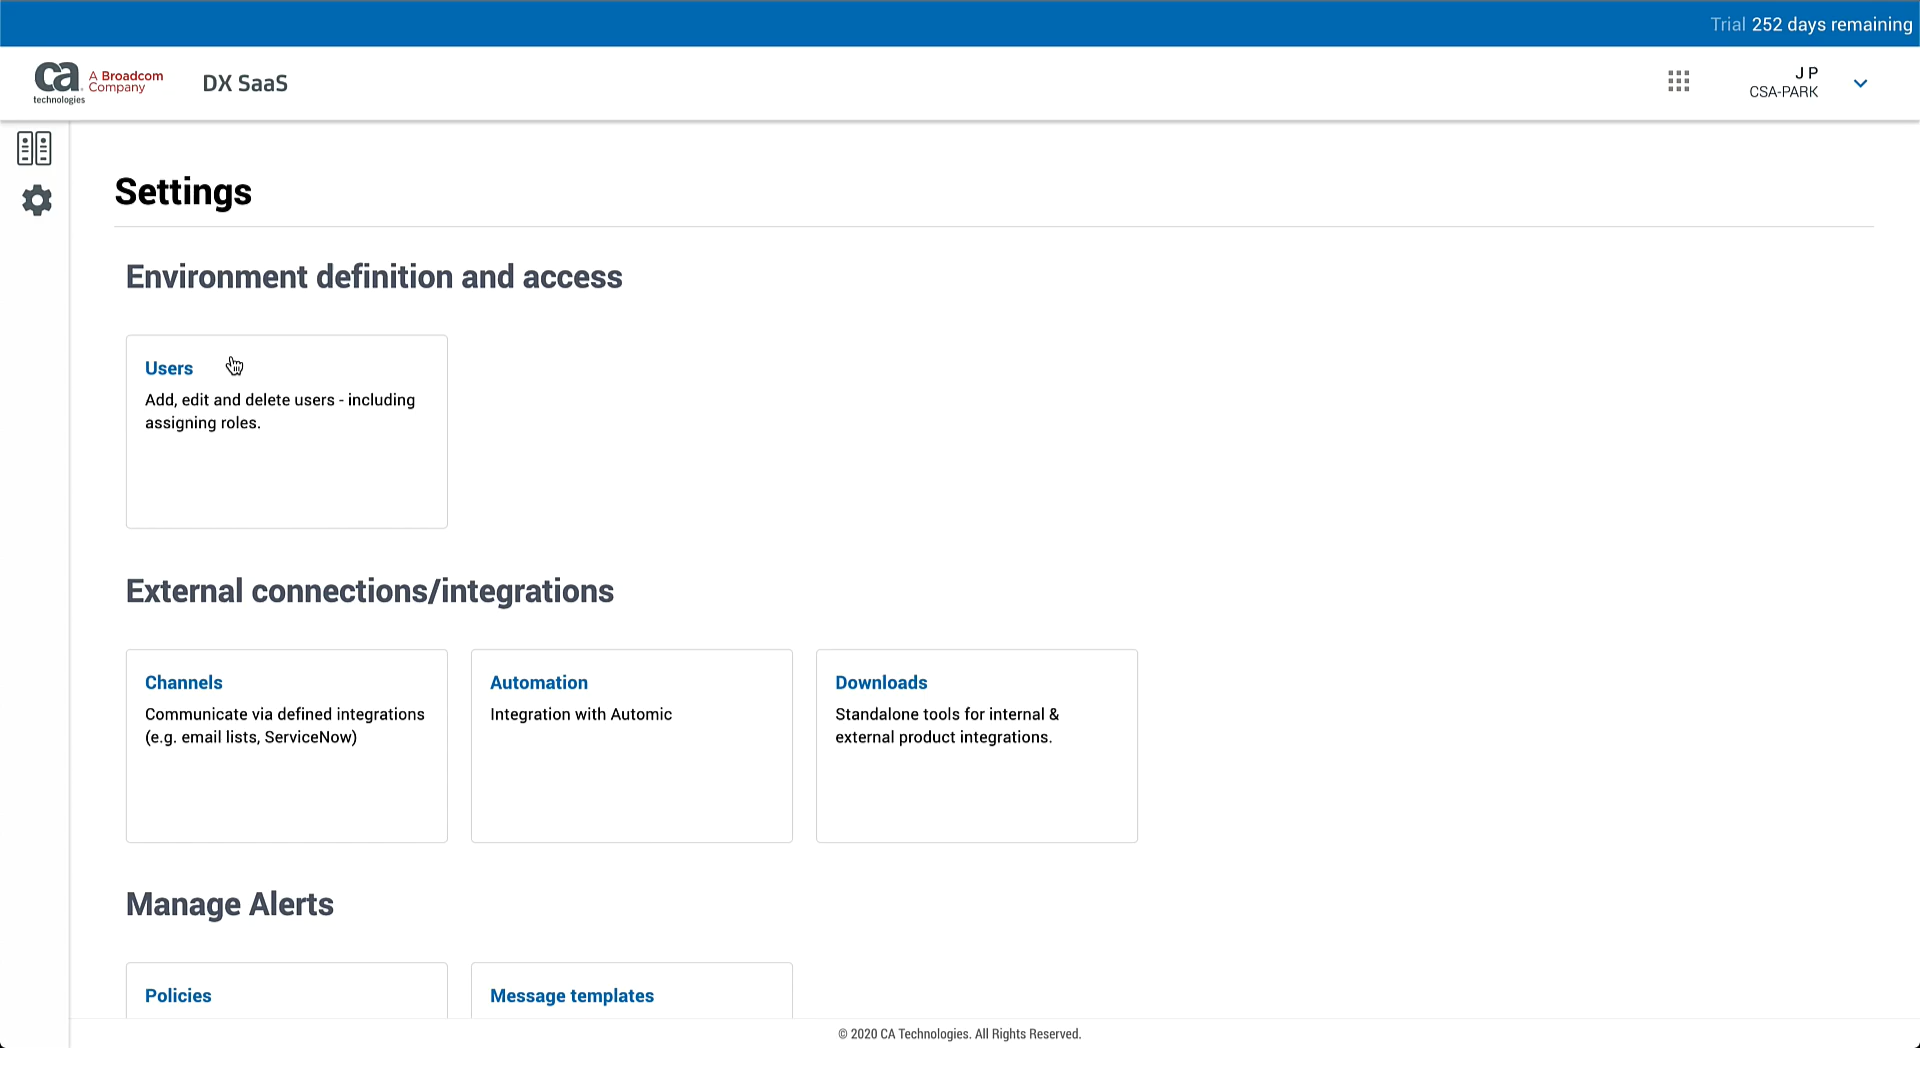 Trial 252 days remaining
ca
technologies
A Broadcom
Company
DX SaaS
J P
CSA-PARK
Settings
Environment definition and access
Users
Add, edit and delete users - including
assigning roles.
External connections/integrations
Channels
Communicate via defined integrations
(e.g. email lists, ServiceNow)
Automation
Integration with Automic
Downloads
Standalone tools for internal &
external product integrations.
Manage Alerts
Policies
Message templates
© 2020 CA Technologies. All Rights Reserved.